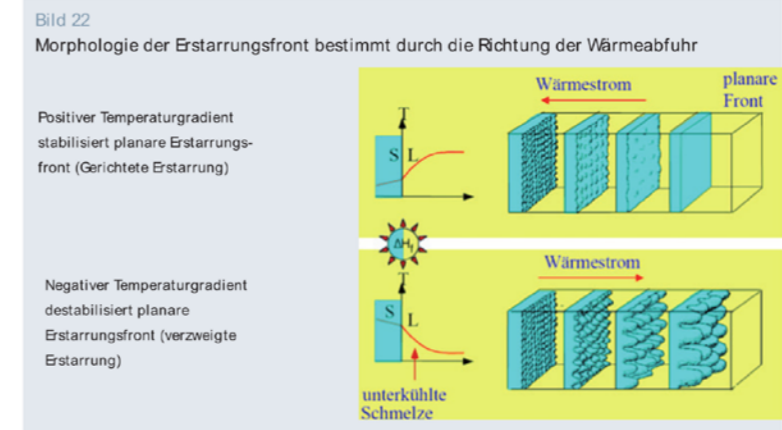 Bild 22
Morphologie der Erstarrungsfront bestimmt durch die Richtung der Wärmeabfuhr
Positiver Temperaturgradient
stabilisiert planare Erstarrungs-
front (Gerichtete Erstarrung)
T
S L
Wärmestrom
planare
Front
ΔHf
Negativer Temperaturgradient
destabilisiert planare
Erstarrungsfront (verzweigte
Erstarrung)
T
S L
Wärmestrom
unterkühlte
Schmelze